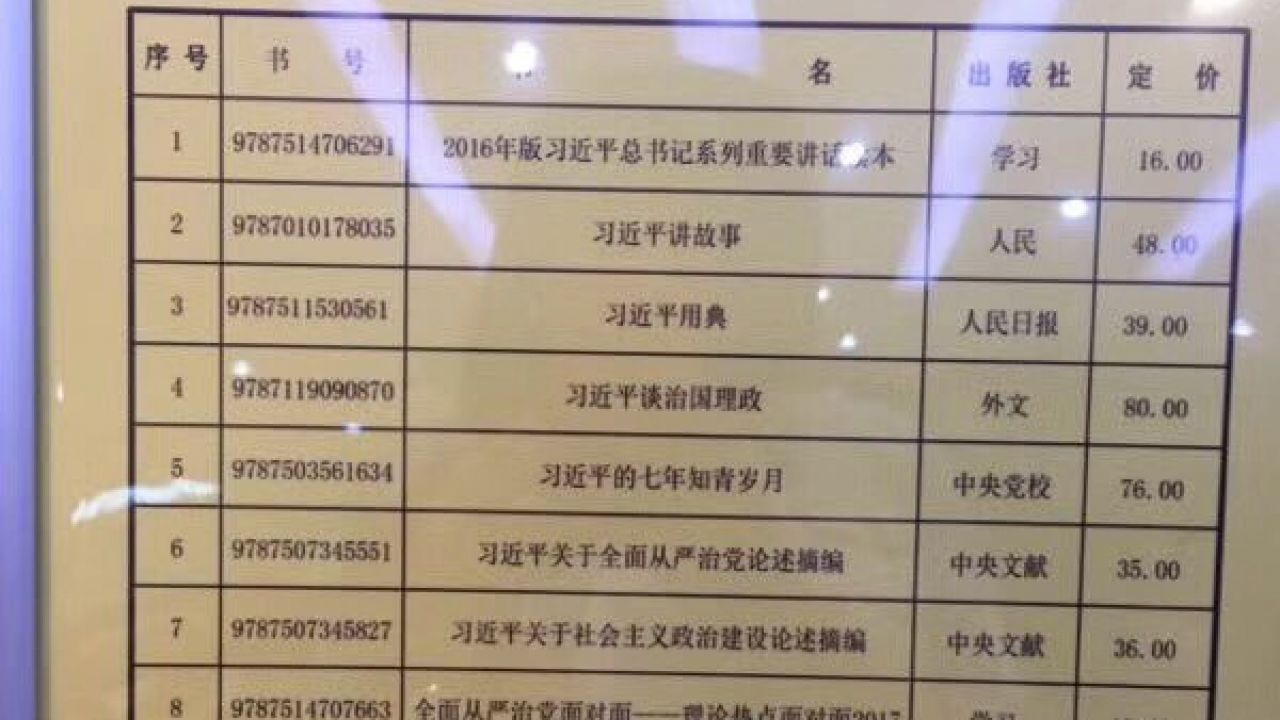 序号 书号 名 出版社 定价
1 9787514706291 2016年版习近平总书记系列重要讲话读本 学习 16.00
2 9787010178035 习近平讲故事 人民 48.00
3 9787511530561 习近平用典 人民日报 39.00
4 9787119090870 习近平谈治国理政 外文 80.00
5 9787503561634 习近平的七年知青岁月 中央党校 76.00
6 9787507345551 习近平关于全面从严治党论述摘编 中央文献 35.00
7 9787507345827 习近平关于社会主义政治建设论述摘编 中央文献 36.00
8 9787514707663 全面从严治党面对面——理论热点面对面2017 学习